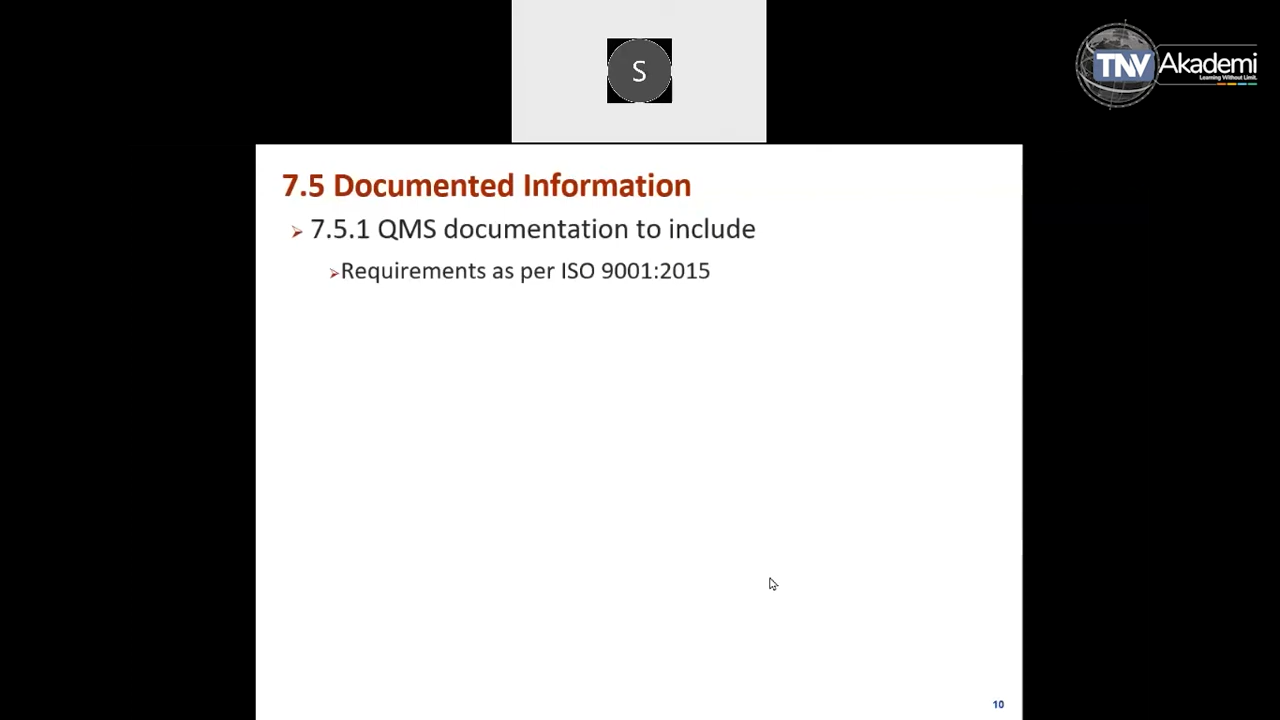 S
TNV Akademi
Learning Without Limit.
7.5 Documented Information
7.5.1 QMS documentation to include
Requirements as per ISO 9001:2015
10